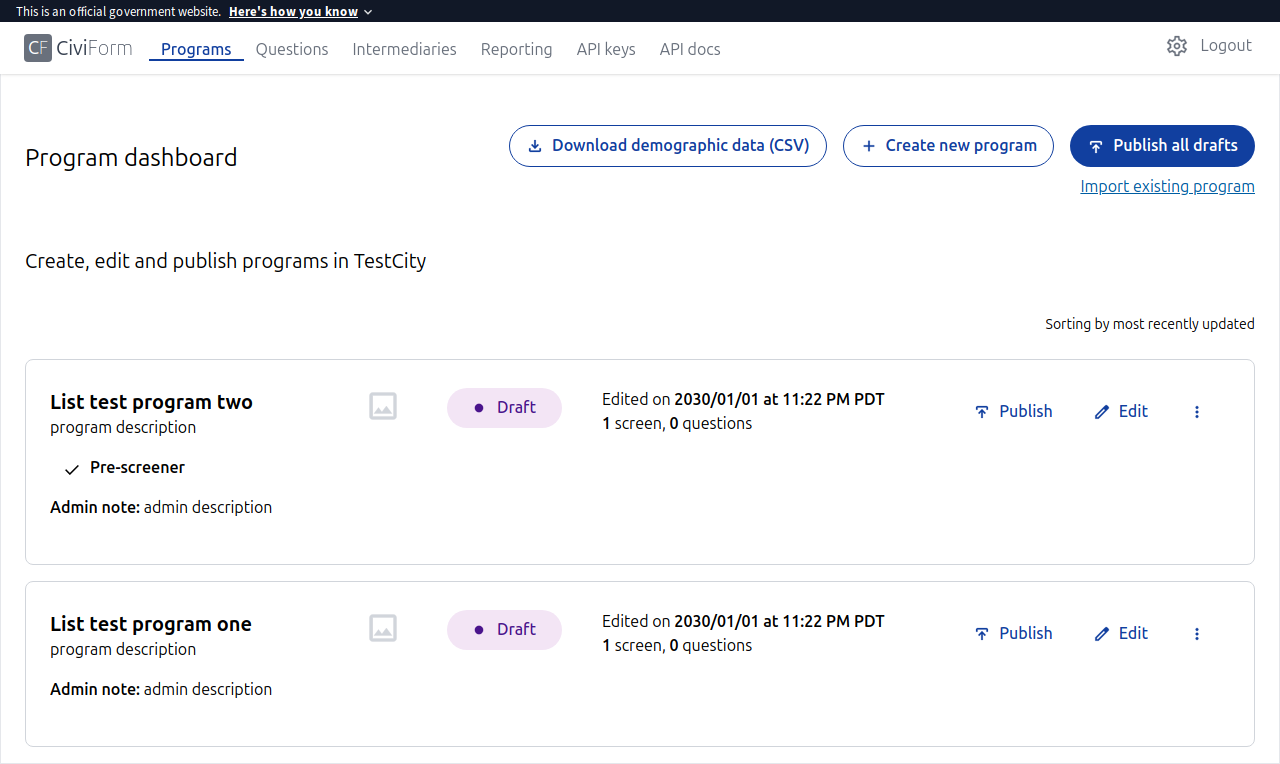 This is an official government website. Here's how you know
CF CiviForm Programs Questions Intermediaries Reporting API keys API docs Logout
Program dashboard
Download demographic data (CSV) Create new program Publish all drafts
Import existing program
Create, edit and publish programs in TestCity
Sorting by most recently updated
List test program two
program description
Pre-screener
Admin note: admin description
Draft
Edited on 2030/01/01 at 11:22 PM PDT
1 screen, 0 questions
Publish Edit
List test program one
program description
Admin note: admin description
Draft
Edited on 2030/01/01 at 11:22 PM PDT
1 screen, 0 questions
Publish Edit